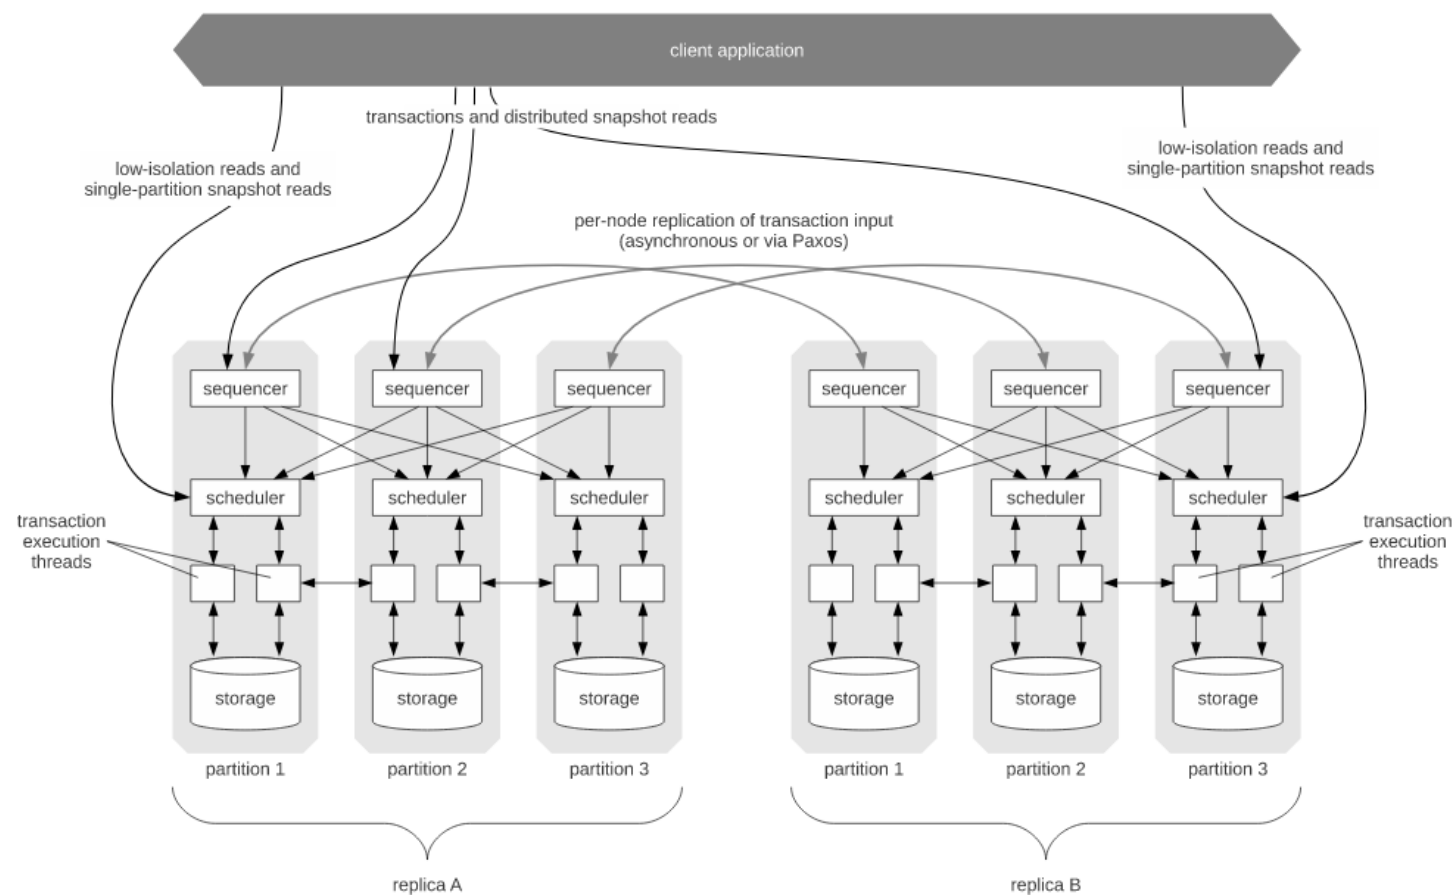 client application
transactions and distributed snapshot reads
low-isolation reads and
single-partition snapshot reads
low-isolation reads and
single-partition snapshot reads
per-node replication of transaction input
(asynchronous or via Paxos)
sequencer
sequencer
sequencer
sequencer
sequencer
sequencer
scheduler
scheduler
scheduler
scheduler
scheduler
scheduler
transaction
execution
threads
transaction
execution
threads
storage
storage
storage
storage
storage
storage
partition 1
partition 2
partition 3
partition 1
partition 2
partition 3
replica A
replica B